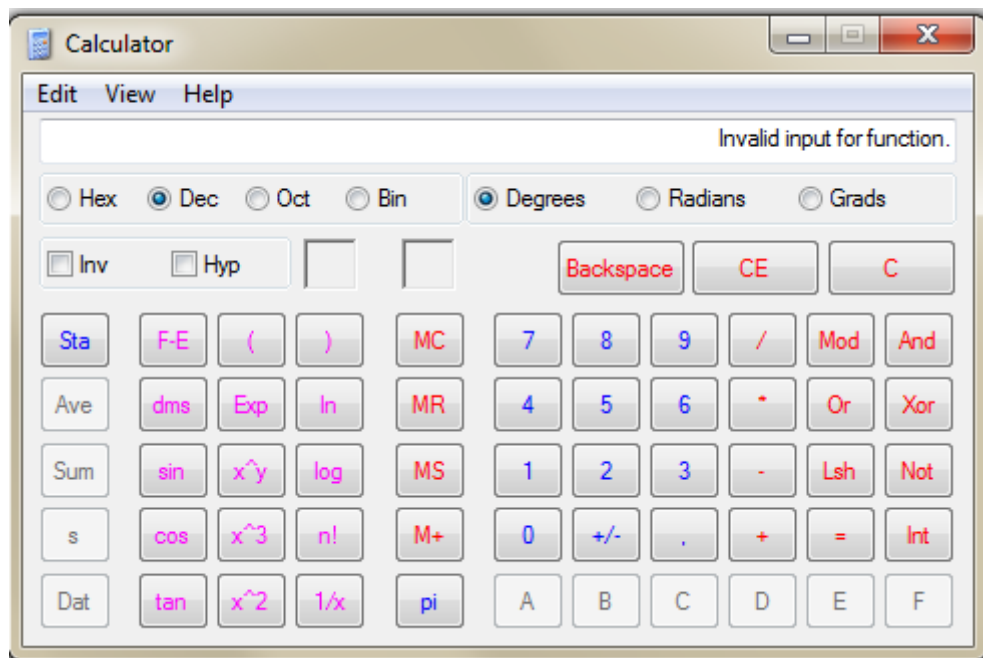 Calculator
Edit View Help
Invalid input for function.
Hex Dec Oct Bin Degrees Radians Grads
Inv Hyp Backspace CE C
Sta F-E ( ) MC 7 8 9 / Mod And
Ave dms Exp ln MR 4 5 6 * Or Xor
Sum sin x^y log MS 1 2 3 - Lsh Not
s cos x^3 n! M+ 0 +/- , + = Int
Dat tan x^2 1/x pi A B C D E F